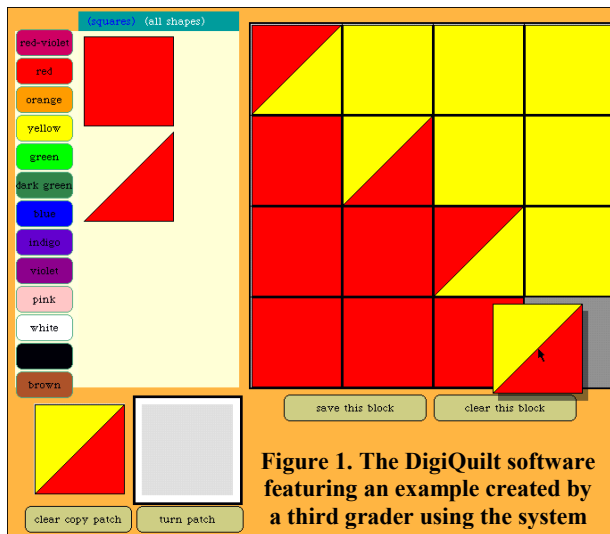 (squares) (all shapes)
red-violet
red
orange
yellow
green
dark green
blue
indigo
violet
pink
white
brown
save this block clear this block
clear copy patch turn patch
Figure 1. The DigiQuilt software
featuring an example created by
a third grader using the system